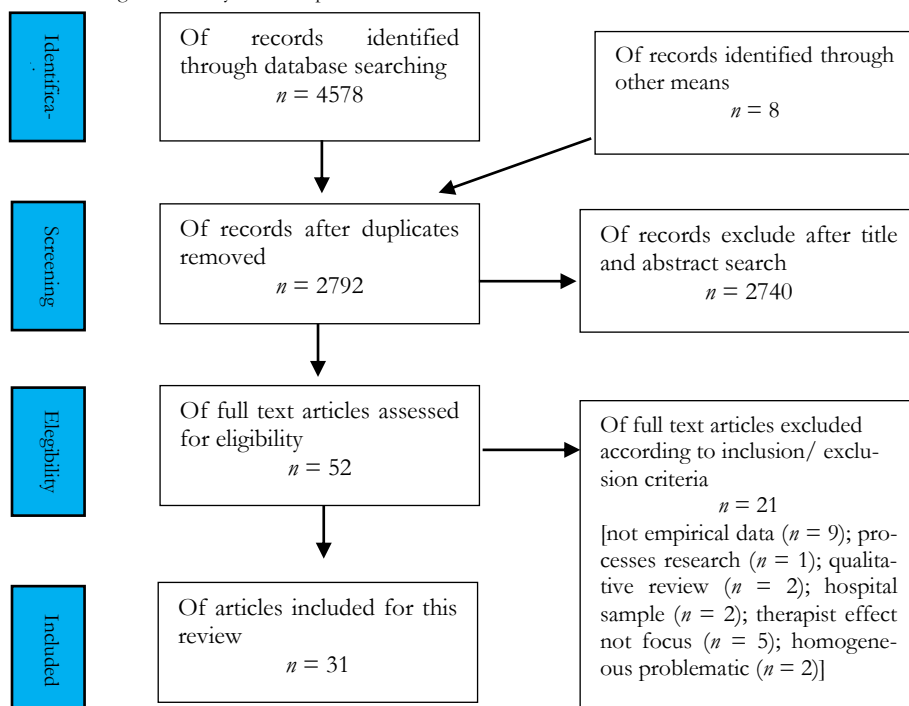 Identifica-
Of records identified
through database searching
n = 4578
Of records identified through
other means
n = 8
Screening
Of records after duplicates
removed
n = 2792
Of records exclude after title
and abstract search
n = 2740
Elegibility
Of full text articles assessed
for eligibility
n = 52
Of full text articles excluded
according to inclusion/ exclu-
sion criteria
n = 21
[not empirical data (n = 9); pro-
cesses research (n = 1); qualita-
tive review (n = 2); hospital
sample (n = 2); therapist effect
not focus (n = 5); homogene-
ous problematic (n = 2)]
Included
Of articles included for this
review
n = 31